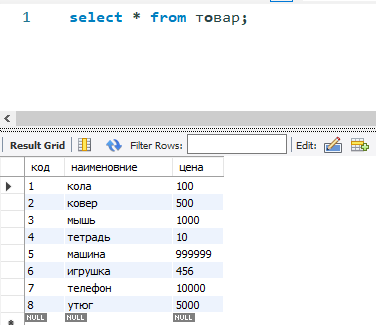 1 select * from товар;
Result Grid Filter Rows: Edit:
код наименовние цена
1 кола 100
2 ковер 500
3 мышь 1000
4 тетрадь 10
5 машина 999999
6 игрушка 456
7 телефон 10000
8 утюг 5000
NULL NULL NULL